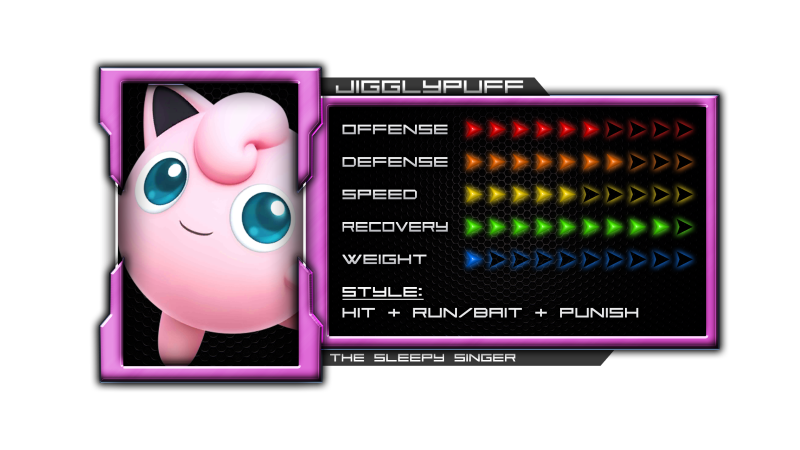 JIGGLYPUFF
OFFENSE
DEFENSE
SPEED
RECOVERY
WEIGHT
STYLE:
HIT + RUN/BAIT + PUNISH
THE SLEEPY SINGER